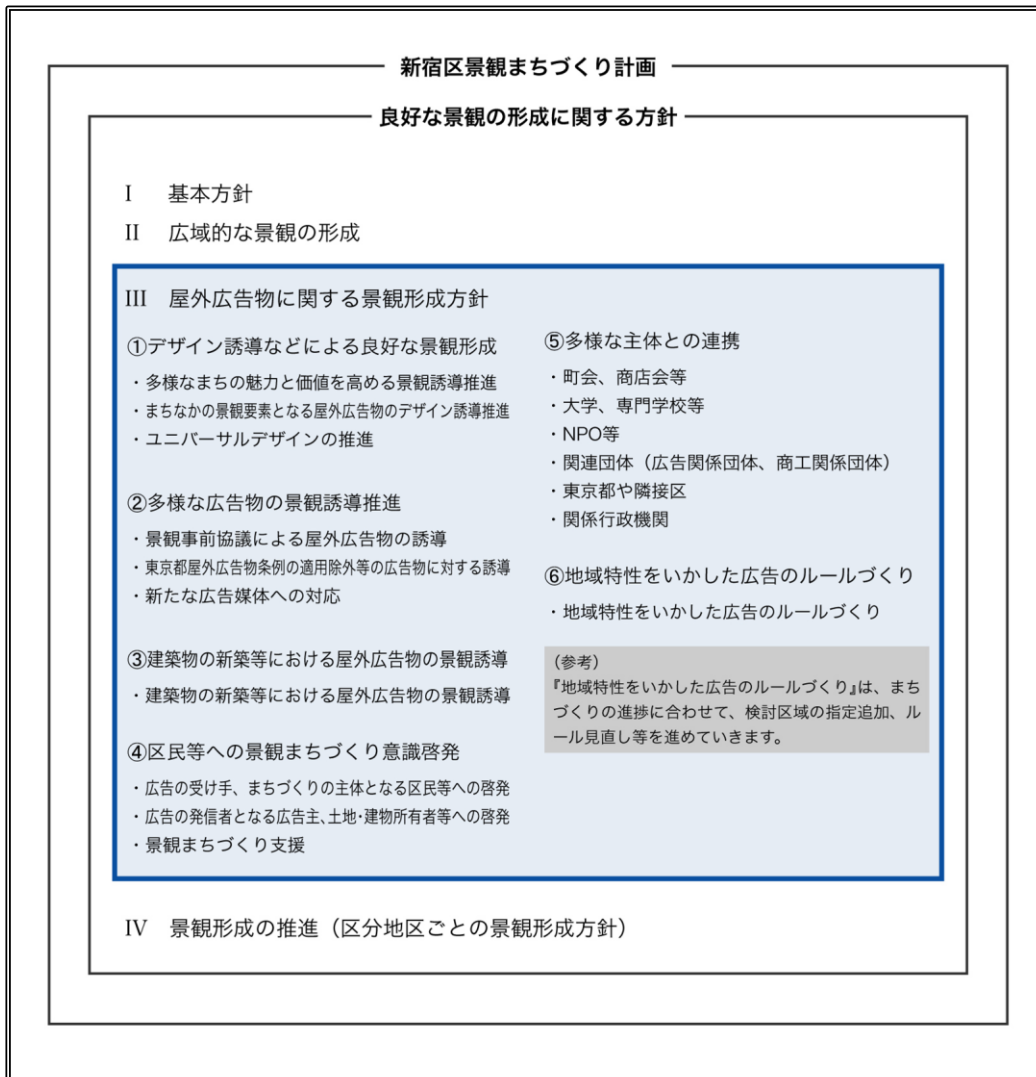 新宿区景観まちづくり計画
良好な景観の形成に関する方針
I 基本方針
II 広域的な景観の形成
III 屋外広告物に関する景観形成方針
①デザイン誘導などによる良好な景観形成
・多様なまちの魅力と価値を高める景観誘導推進
・まちなかの景観要素となる屋外広告物のデザイン誘導推進
・ユニバーサルデザインの推進
②多様な広告物の景観誘導推進
・景観事前協議による屋外広告物の誘導
・東京都屋外広告物条例の適用除外等の広告物に対する誘導
・新たな広告媒体への対応
③建築物の新築等における屋外広告物の景観誘導
・建築物の新築等における屋外広告物の景観誘導
④区民等への景観まちづくり意識啓発
・広告の受け手、まちづくりの主体となる区民等への啓発
・広告の発信者となる広告主、土地・建物所有者等への啓発
・景観まちづくり支援
⑤多様な主体との連携
・町会、商店会等
・大学、専門学校等
・NPO等
・関連団体（広告関係団体、商工関係団体）
・東京都や隣接区
・関係行政機関
⑥地域特性をいかした広告のルールづくり
・地域特性をいかした広告のルールづくり
（参考）
『地域特性をいかした広告のルールづくり』は、まち
づくりの進捗に合わせて、検討区域の指定追加、ル
ール見直し等を進めていきます。
IV 景観形成の推進（区分地区ごとの景観形成方針）